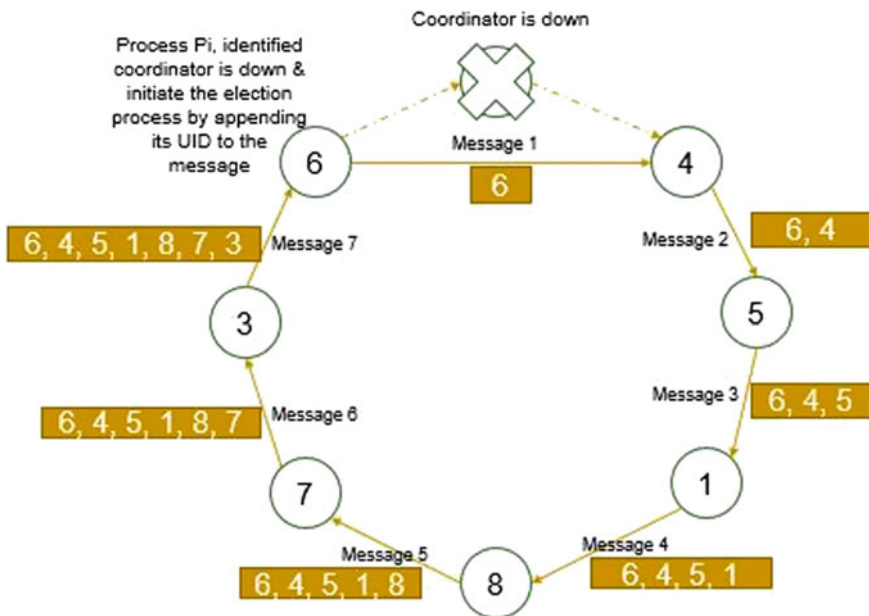 Coordinator is down
Process Pi, identified
coordinator is down &
initiate the election
process by appending
its UID to the
message
6
Message 1
6
4
Message 2
6, 4
6, 4, 5, 1, 8, 7, 3
Message 7
3
5
Message 3
6, 4, 5
Message 6
6, 4, 5, 1, 8, 7
7
1
Message 5
Message 4
6, 4, 5, 1, 8
8
6, 4, 5, 1